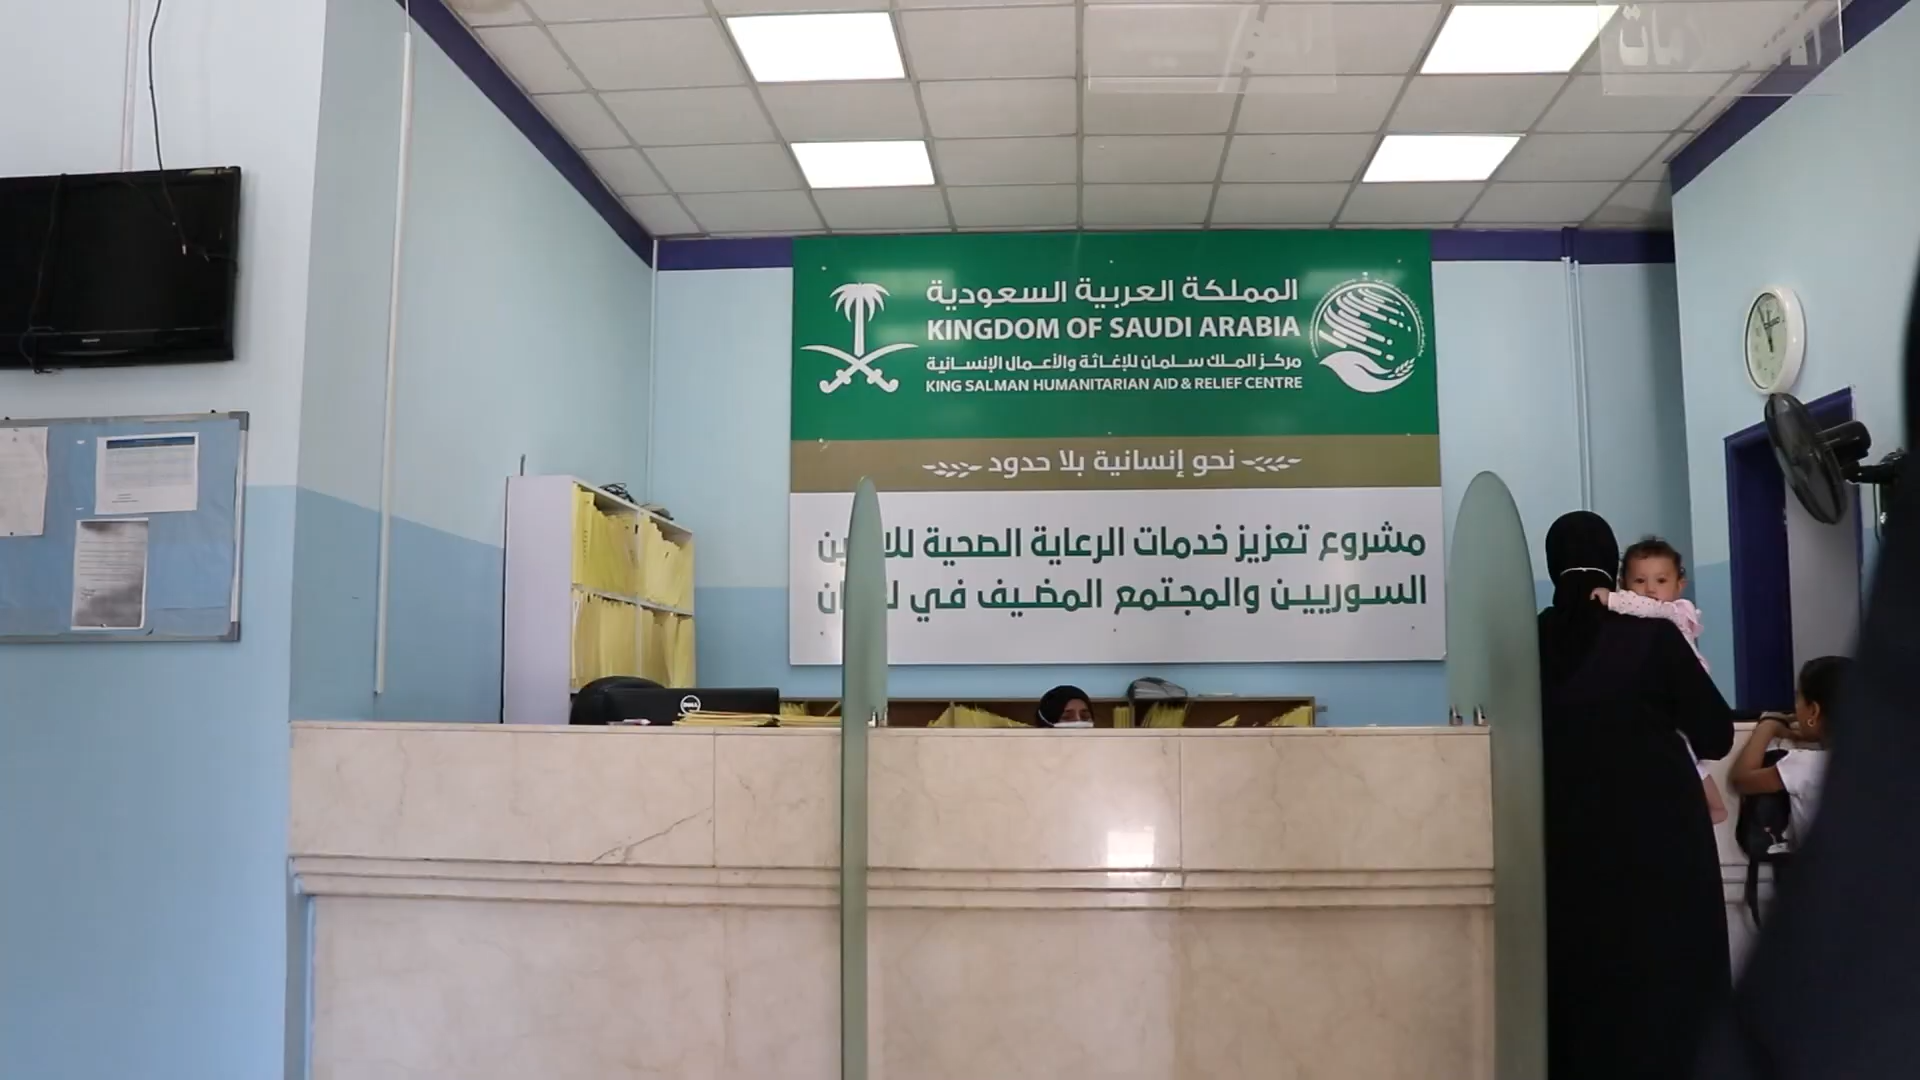 المملكة العربية السعودية
KINGDOM OF SAUDI ARABIA
مركز الملك سلمان للإغاثة والأعمال الإنسانية
KING SALMAN HUMANITARIAN AID & RELIEF CENTRE
نحو إنسانية بلا حدود
مشروع تعزيز خدمات الرعاية الصحية
السوريين والمجتمع المضيف في
DELL